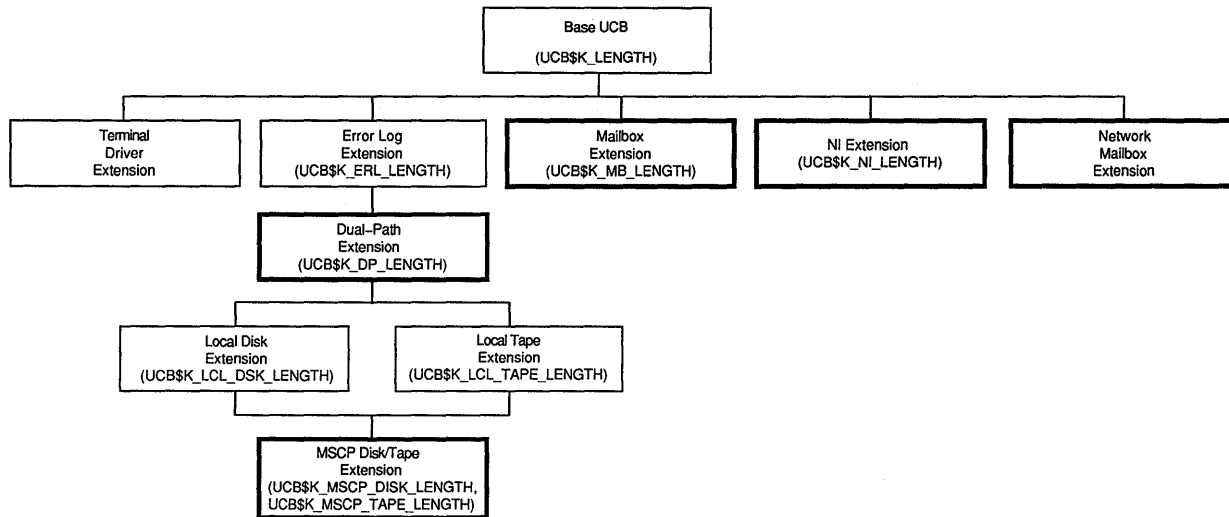 Base UCB
(UCB$K_LENGTH)
Terminal
Driver
Extension
Error Log
Extension
(UCB$K_ERL_LENGTH)
Mailbox
Extension
(UCB$K_MB_LENGTH)
NI Extension
(UCB$K_NI_LENGTH)
Network
Mailbox
Extension
Dual-Path
Extension
(UCB$K_DP_LENGTH)
Local Disk
Extension
(UCB$K_LCL_DSK_LENGTH)
Local Tape
Extension
(UCB$K_LCL_TAPE_LENGTH)
MSCP Disk/Tape
Extension
(UCB$K_MSCP_DISK_LENGTH,
UCB$K_MSCP_TAPE_LENGTH)